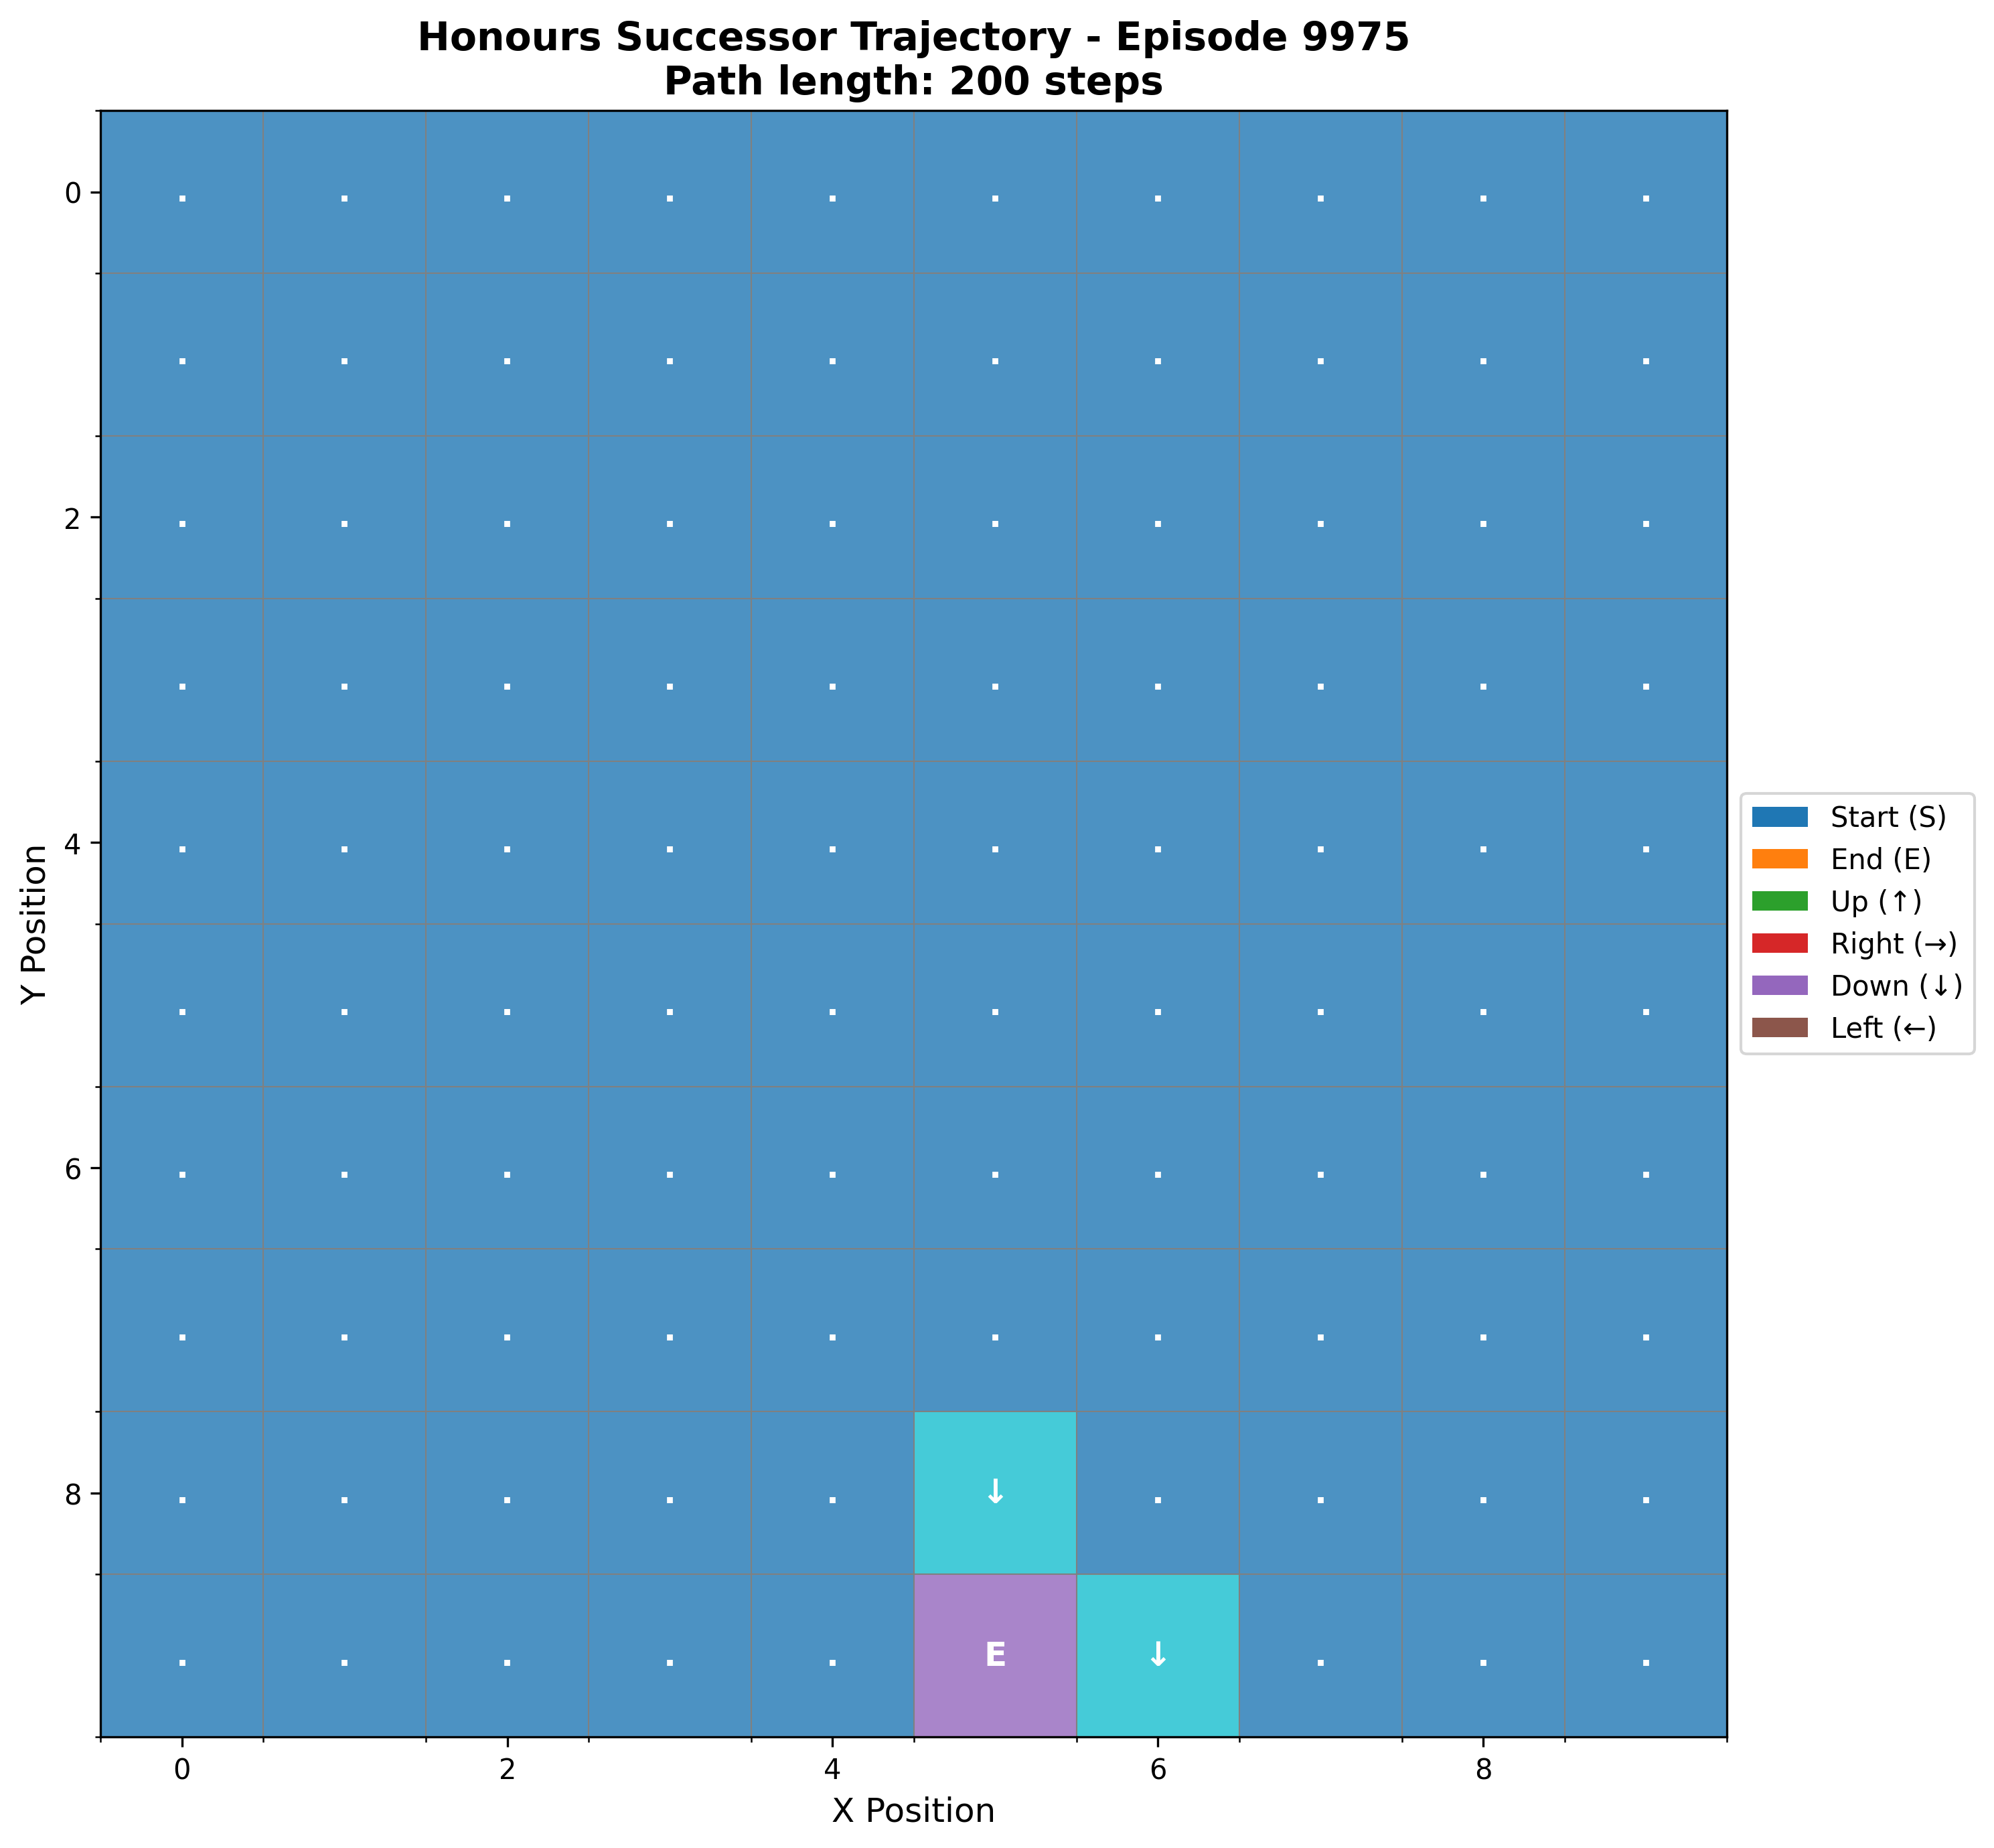 Honours Successor Trajectory - Episode 9975
Path length: 200 steps
Y Position
0
2
4
6
8
↓
E ↓
0 2 4 6 8
X Position
Start (S)
End (E)
Up (↑)
Right (→)
Down (↓)
Left (←)